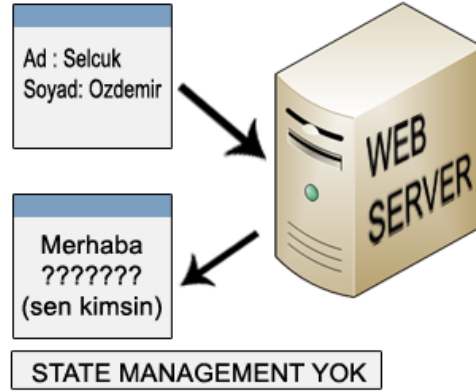 Ad : Selcuk
Soyad: Ozdemir
WEB
SERVER
Merhaba
???????
(sen kimsin)
STATE MANAGEMENT YOK